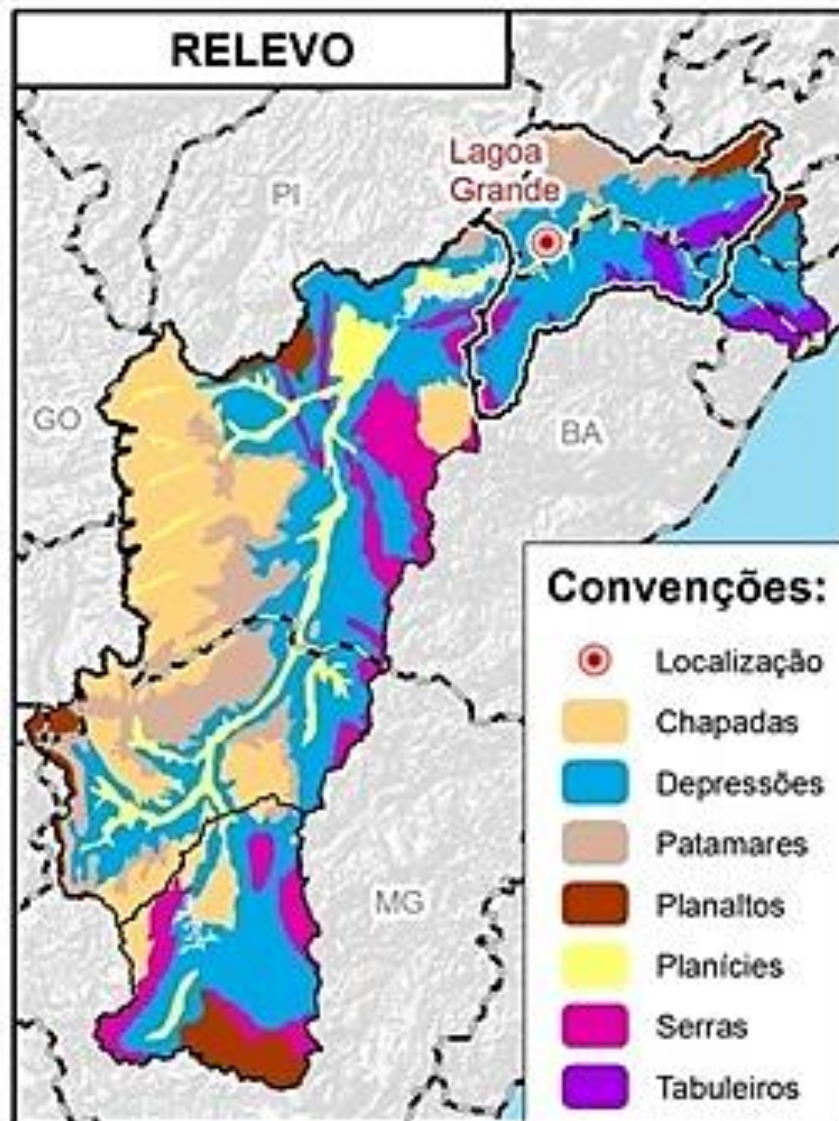 RELEVO
Lagoa
Grande
PI
GO
BA
MG
Convenções:
Localização
Chapadas
Depressões
Patamares
Planaltos
Planícies
Serras
Tabuleiros